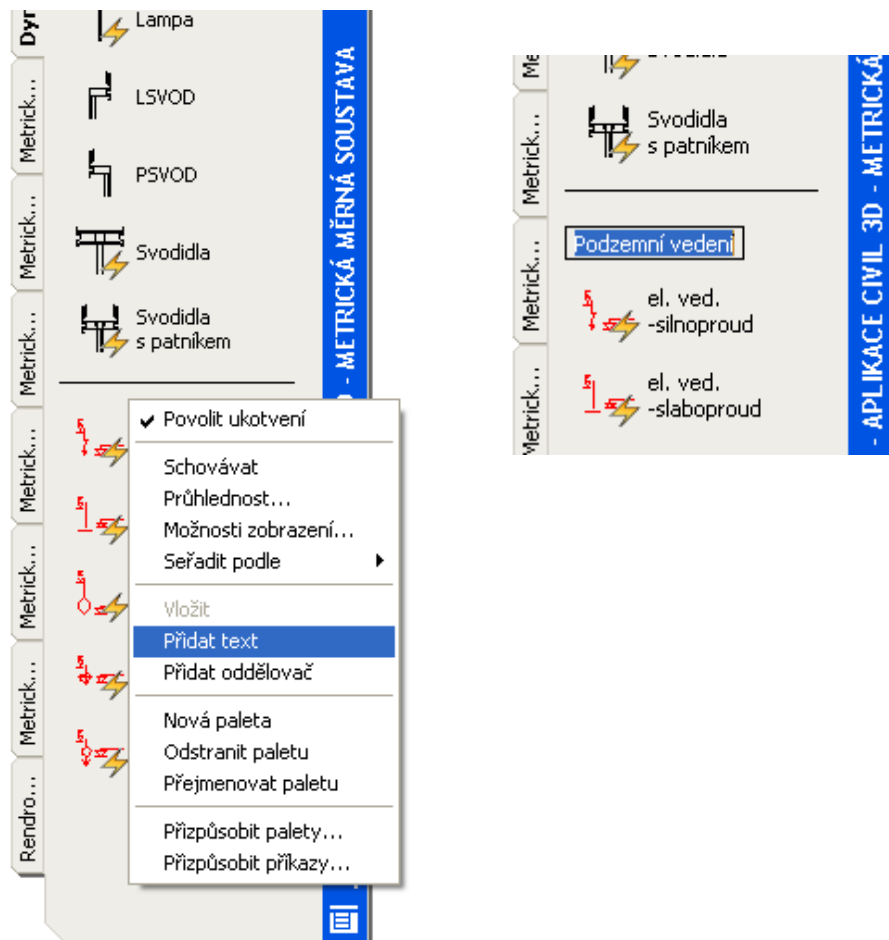 Dyr
Metrick...
Metrick...
Metrick...
Metrick...
Metrick...
Metrick...
Rendro...
Lampa
LSVOD
PSVOD
Svodidla
Svodidla
s patníkem
- METRICKÁ MĚRNÁ SOUSTAVA
Povolit ukotvení
Schovávat
Průhlednost...
Možnosti zobrazení...
Seřadit podle
Vložit
Přidat text
Přidat oddělovač
Nová paleta
Odstranit paletu
Přejmenovat paletu
Přizpůsobit palety...
Přizpůsobit příkazy...
Me
Metrick...
Metrick...
Metrick...
Svodidla
s patníkem
Podzemní vedení
el. ved.
-silnoproud
el. ved.
-slaboproud
- APLIKACE CIVIL 3D - METRICKÁ